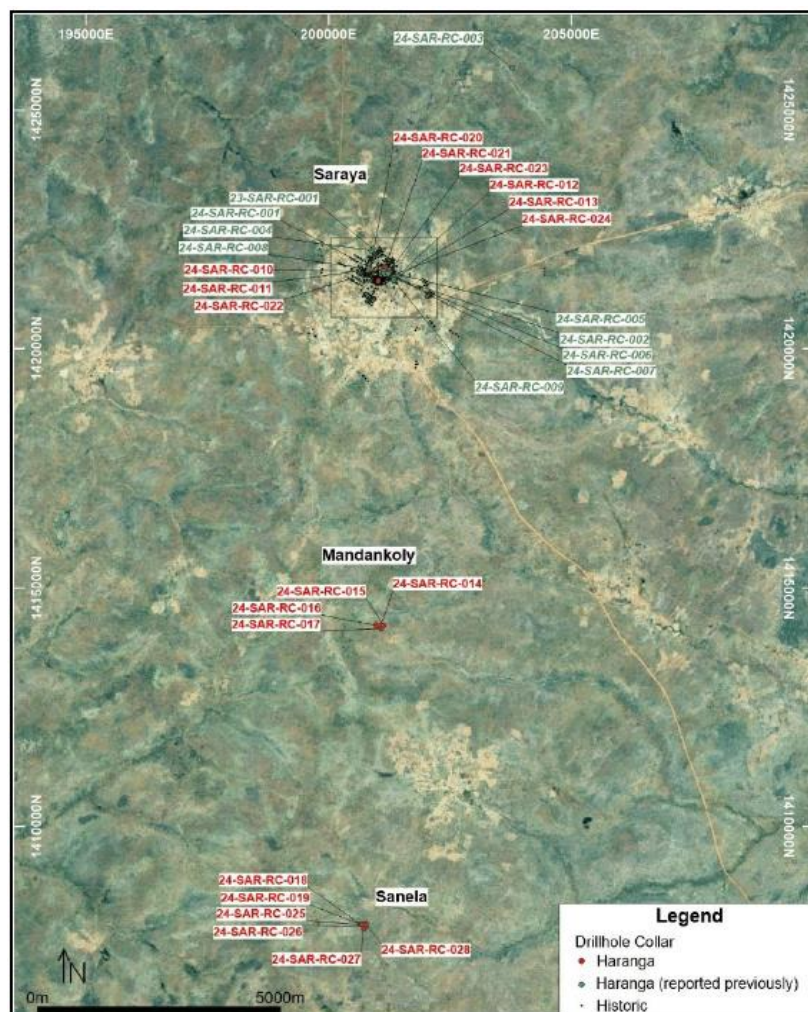 195000E
200000E
205000E
24-SAR-RC-003
1425000N
1425000N
24-SAR-RC-020
24-SAR-RC-021
24-SAR-RC-023
24-SAR-RC-012
24-SAR-RC-013
24-SAR-RC-024
Saraya
23-SAR-RC-001
24-SAR-RC-001
24-SAR-RC-004
24-SAR-RC-008
24-SAR-RC-010
24-SAR-RC-011
24-SAR-RC-022
24-SAR-RC-005
24-SAR-RC-002
24-SAR-RC-006
24-SAR-RC-007
24-SAR-RC-009
1420000N
1420000N
Mandankoly
24-SAR-RC-015
24-SAR-RC-014
24-SAR-RC-016
24-SAR-RC-017
1415000N
1415000N
1410000N
1410000N
24-SAR-RC-018
24-SAR-RC-019
24-SAR-RC-025
24-SAR-RC-026
24-SAR-RC-027
24-SAR-RC-028
Sanela
N
0m
5000m
Legend
Drillhole Collar
Haranga
Haranga (reported previously)
Historic